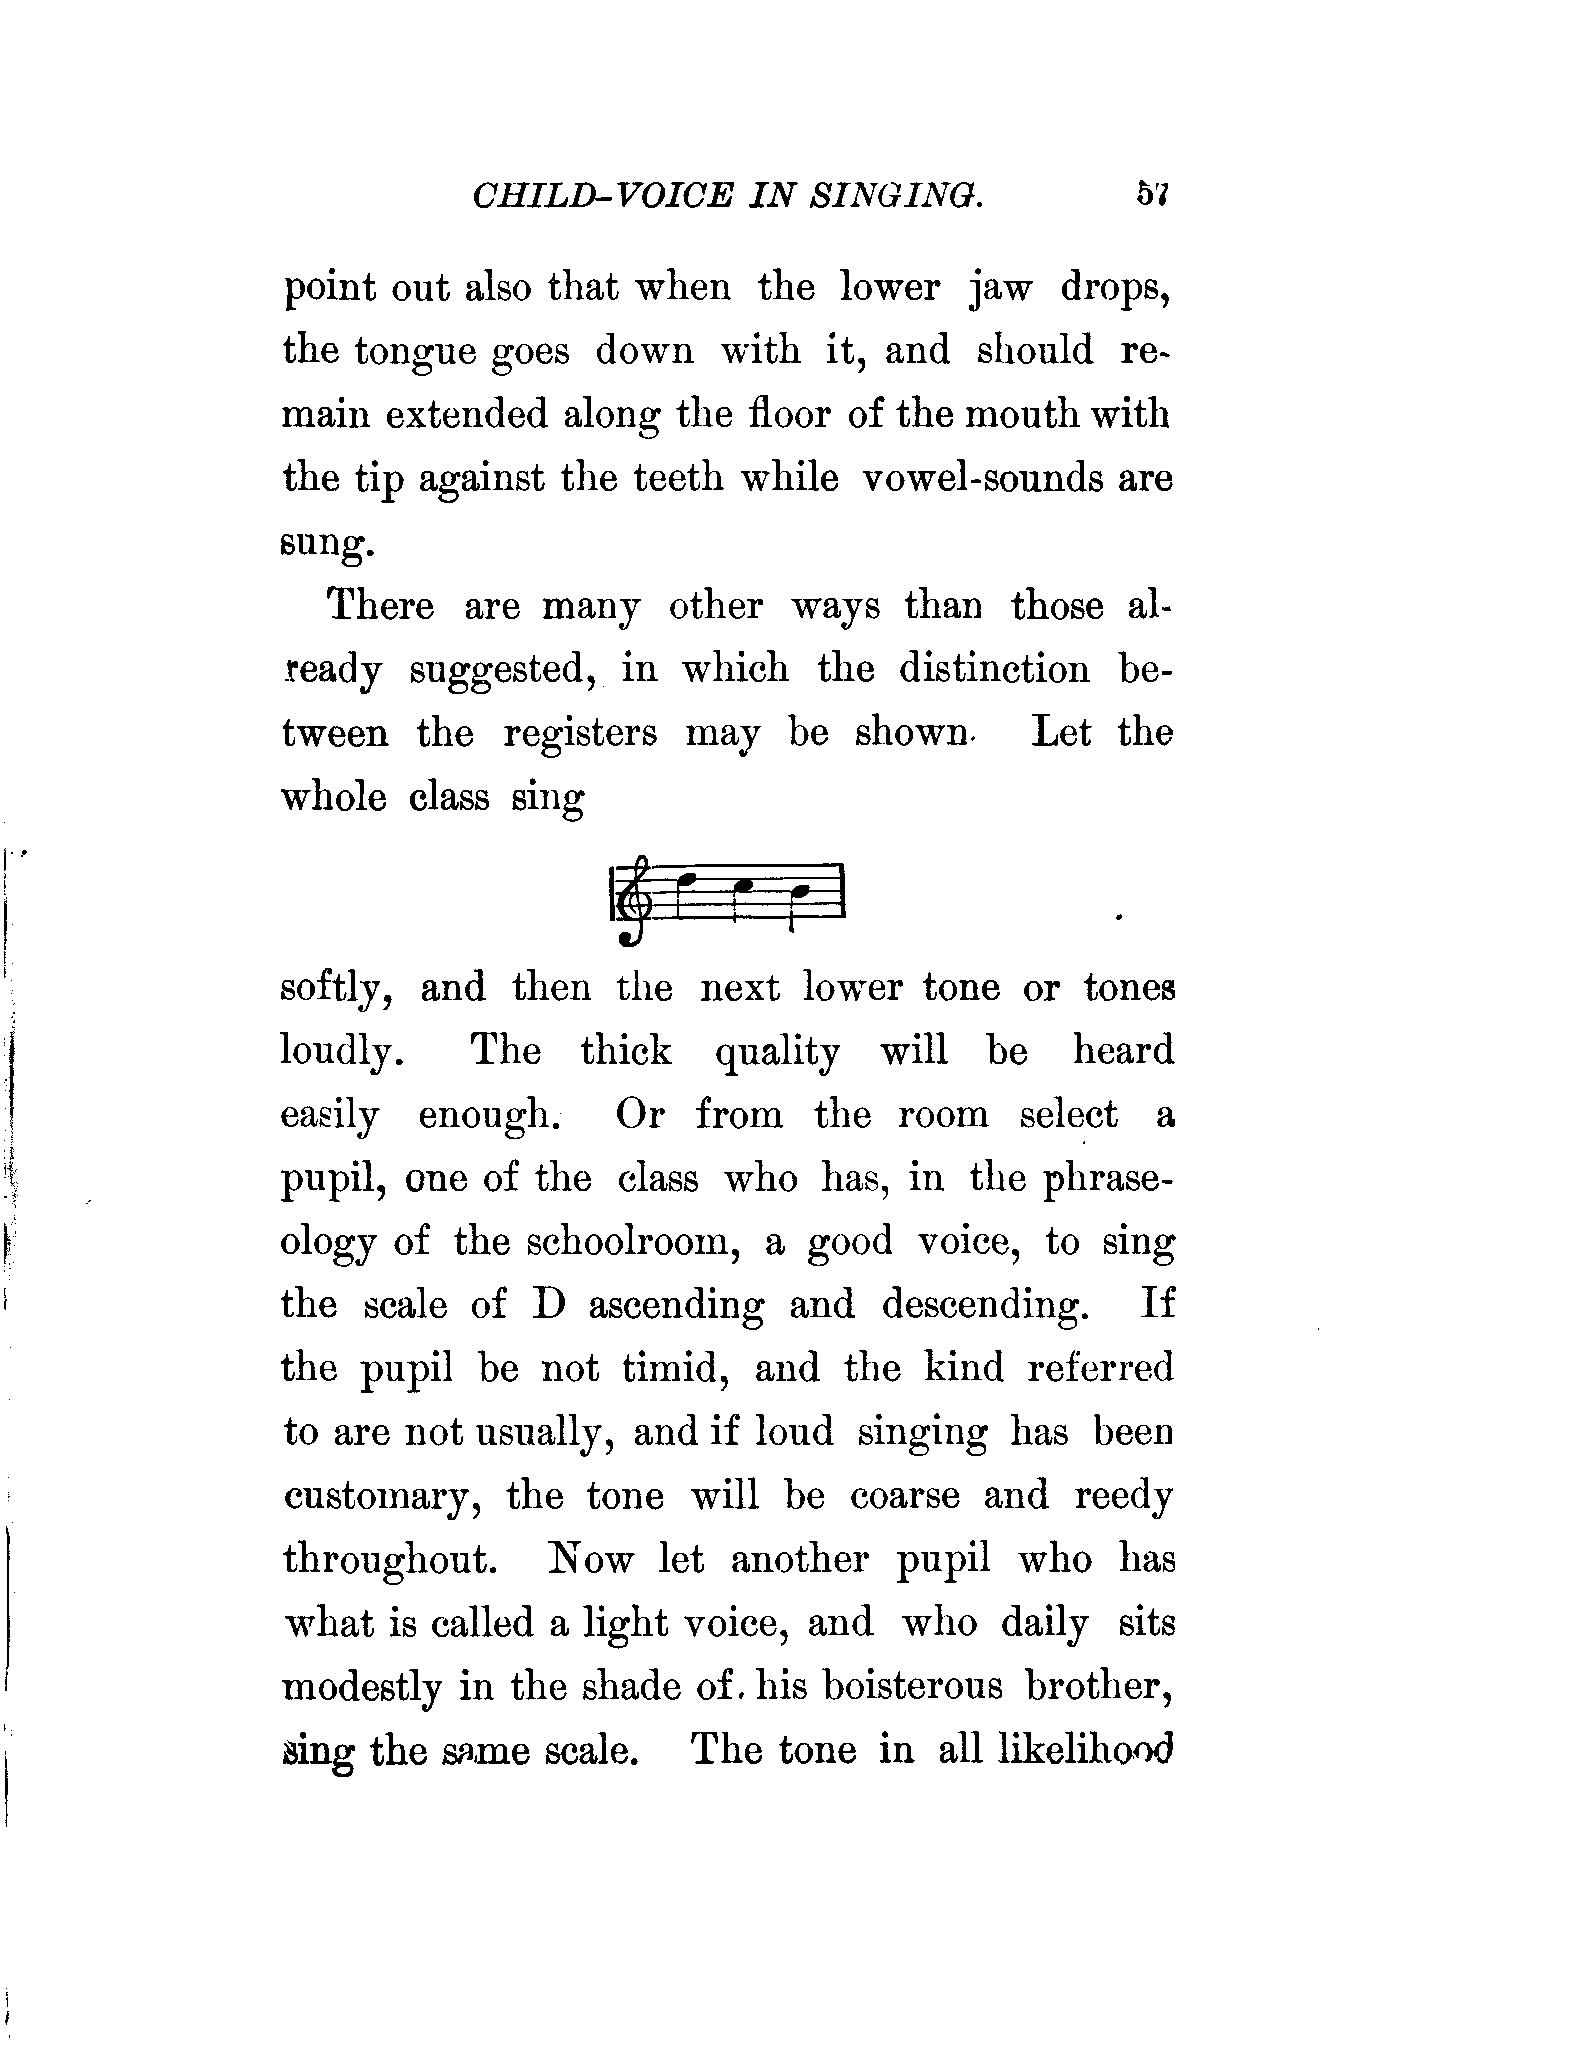 CHILD-VOICE IN SINGING. 57
point out also that when the lower jaw drops,
the tongue goes down with it, and should re-
main extended along the floor of the mouth with
the tip against the teeth while vowel-sounds are
sung.
There are many other ways than those al-
ready suggested, in which the distinction be-
tween the registers may be shown. Let the
whole class sing
softly, and then the next lower tone or tones
loudly. The thick quality will be heard
easily enough. Or from the room select a
pupil, one of the class who has, in the phrase-
ology of the schoolroom, a good voice, to sing
the scale of D ascending and descending. If
the pupil be not timid, and the kind referred
to are not usually, and if loud singing has been
customary, the tone will be coarse and reedy
throughout. Now let another pupil who has
what is called a light voice, and who daily sits
modestly in the shade of his boisterous brother,
sing the same scale. The tone in all likelihood